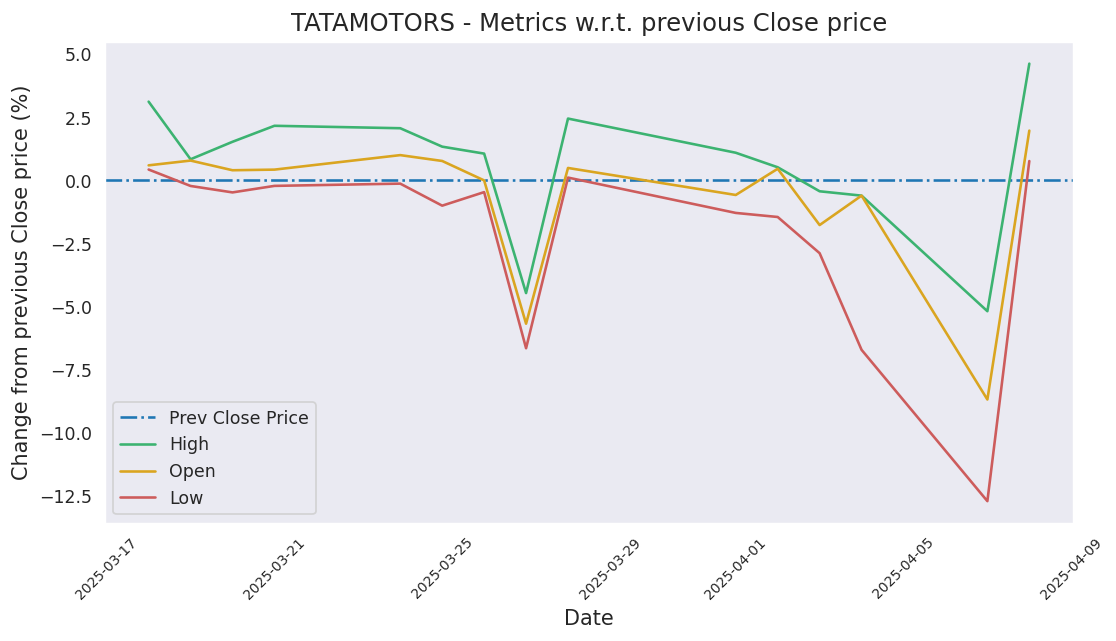 TATAMOTORS - Metrics w.r.t. previous Close price
Change from previous Close price (%)
5.0
2.5
0.0
−2.5
−5.0
−7.5
−10.0
−12.5
Prev Close Price
High
Open
Low
2025-03-17
2025-03-21
2025-03-25
2025-03-29
2025-04-01
2025-04-05
2025-04-09
Date